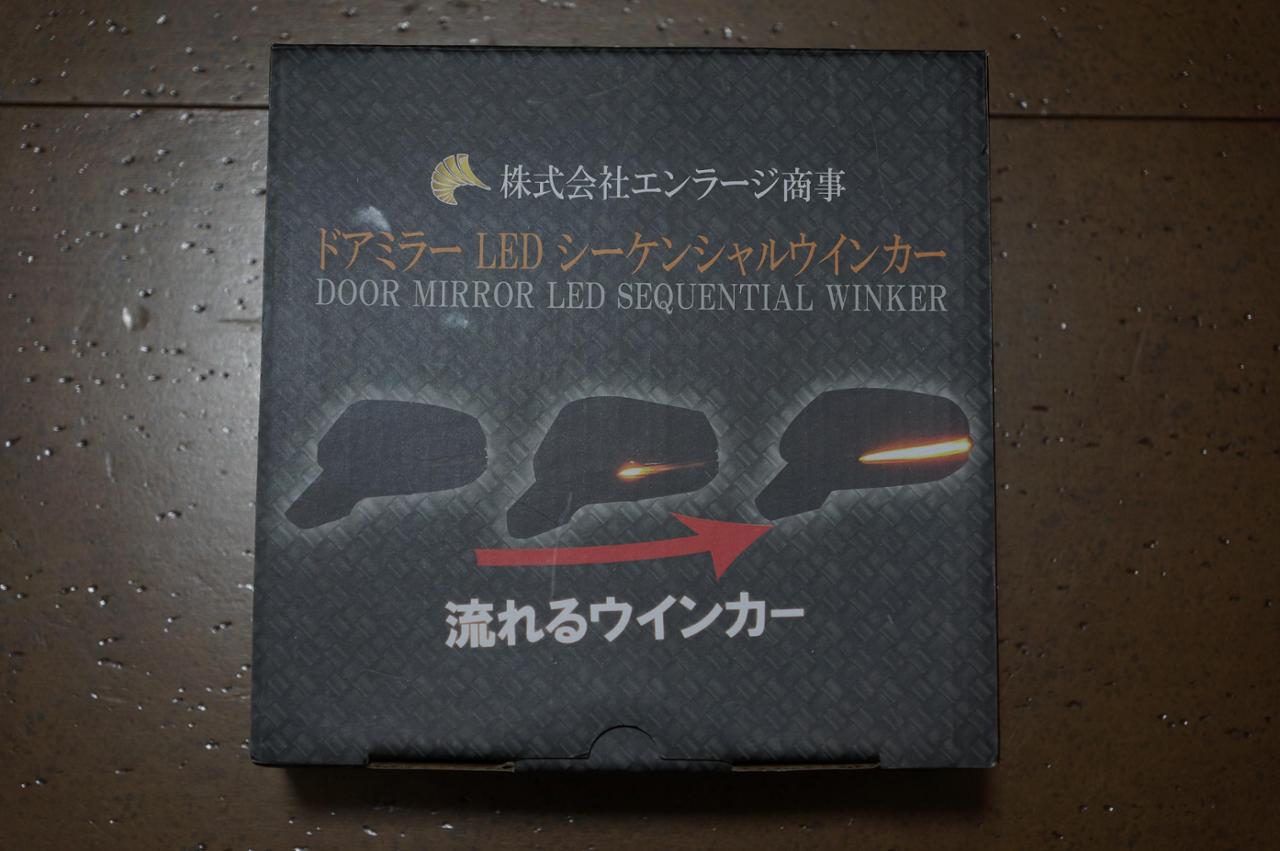 株式会社エンラージ商事
ドアミラー LED シーケンシャルウインカー
DOOR MIRROR LED SEQUENTIAL WINKER
流れるウインカー